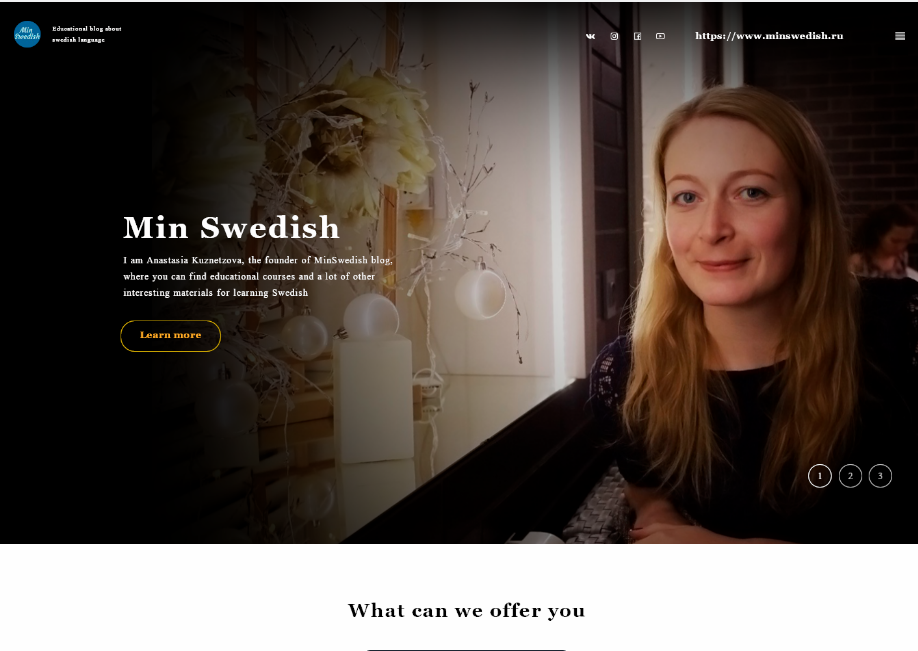 Min
Swedish
Educational blog about
swedish language
https://www.minswedish.ru
Min Swedish
I am Anastasia Kuznetzova, the founder of MinSwedish blog,
where you can find educational courses and a lot of other
interesting materials for learning Swedish
Learn more
1 2 3
What can we offer you